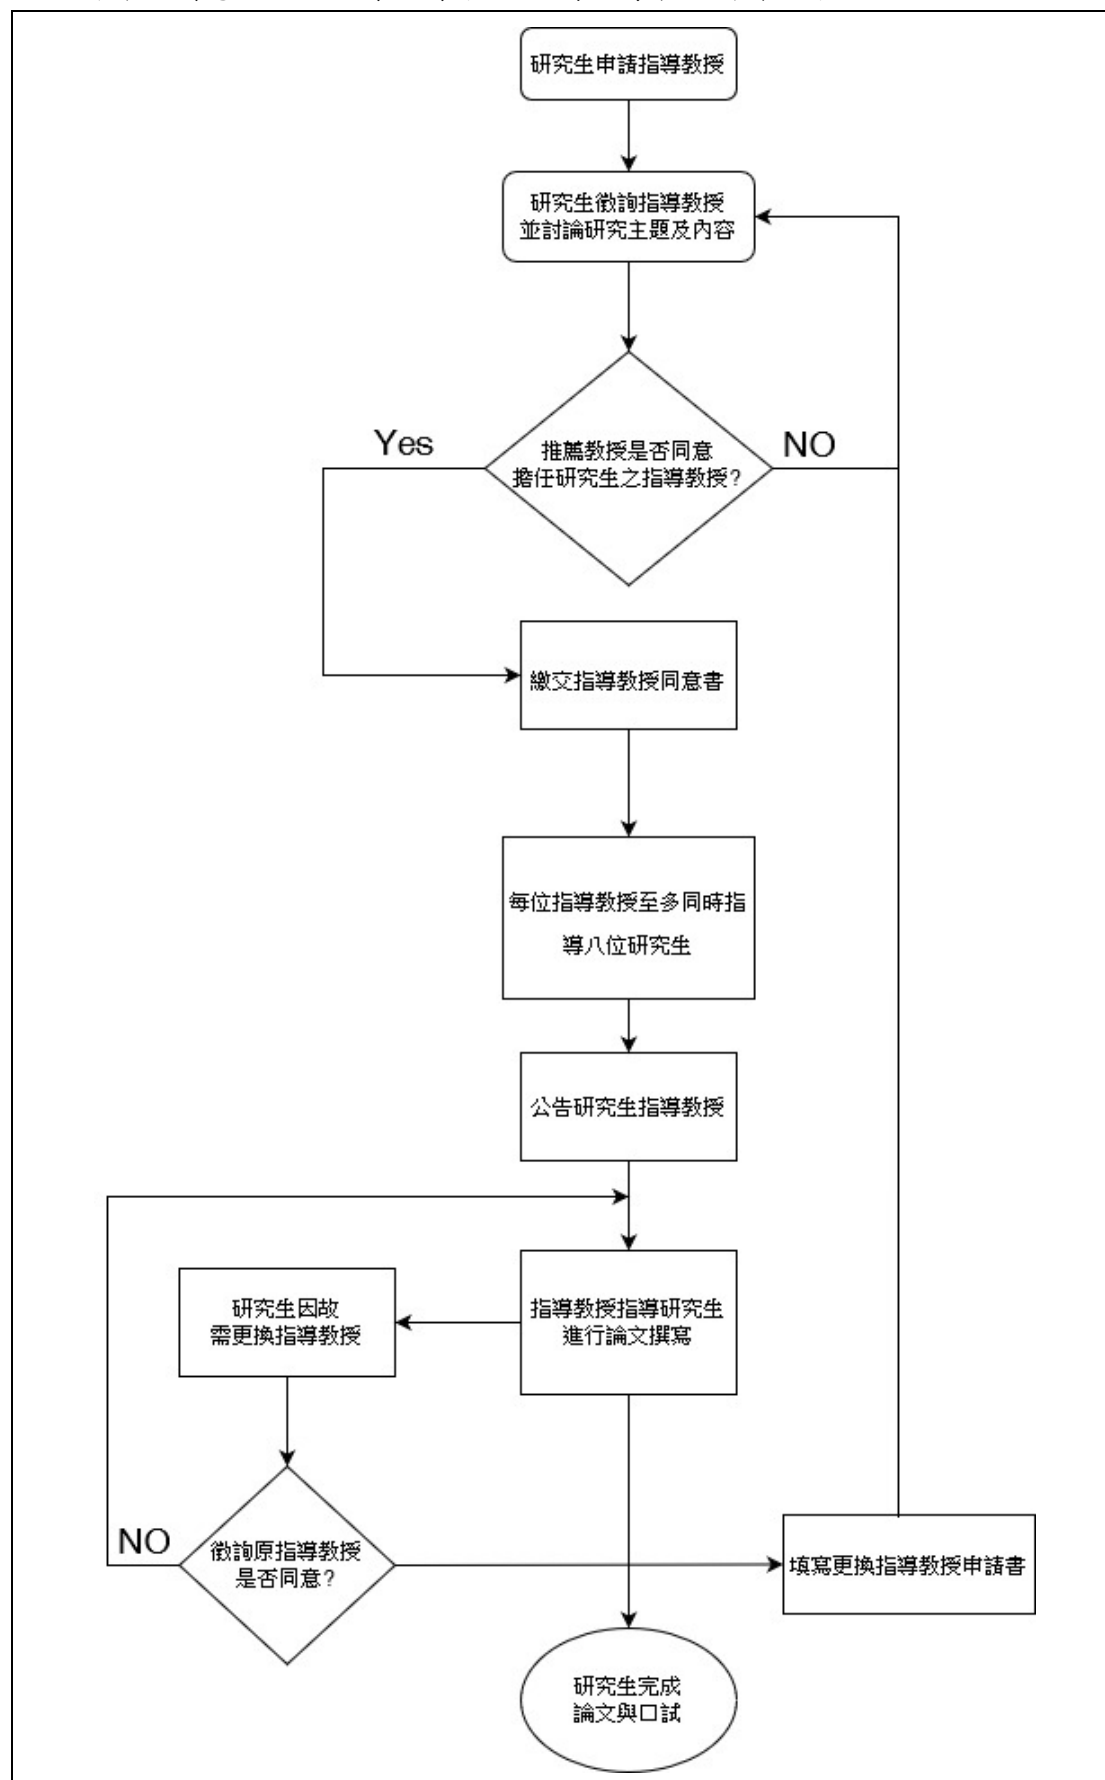 研究生申請指導教授
研究生徵詢指導教授
並討論研究主題及內容
Yes
推薦教授是否同意
擔任研究生之指導教授?
NO
繳交指導教授同意書
每位指導教授至多同時指
導八位研究生
公告研究生指導教授
研究生因故
需更換指導教授
指導教授指導研究生
進行論文撰寫
NO
徵詢原指導教授
是否同意?
填寫更換指導教授申請書
研究生完成
論文與口試